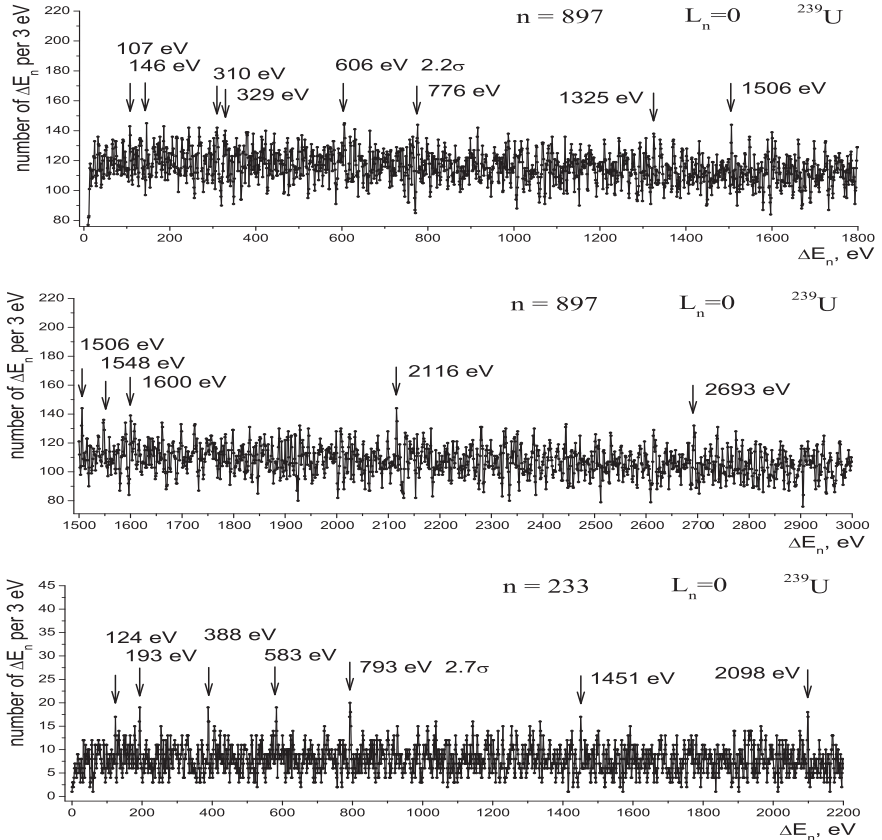 n = 897 L_n=0 ²³⁹U
number of ΔE_n per 3 eV
220
200
180
160
140
120
100
80
107 eV
146 eV
310 eV
329 eV
606 eV 2.2σ
776 eV
1325 eV
1506 eV
0 200 400 600 800 1000 1200 1400 1600 1800
ΔE_n, eV
n = 897 L_n=0 ²³⁹U
number of ΔE_n per 3 eV
220
200
180
160
140
120
100
80
1506 eV
1548 eV
1600 eV
2116 eV
2693 eV
1500 1600 1700 1800 1900 2000 2100 2200 2300 2400 2500 2600 2700 2800 2900 3000
ΔE_n, eV
n = 233 L_n=0 ²³⁹U
number of ΔE_n per 3 eV
45
40
35
30
25
20
15
10
5
0
124 eV
193 eV
388 eV
583 eV
793 eV 2.7σ
1451 eV
2098 eV
0 200 400 600 800 1000 1200 1400 1600 1800 2000 2200
ΔE_n, eV